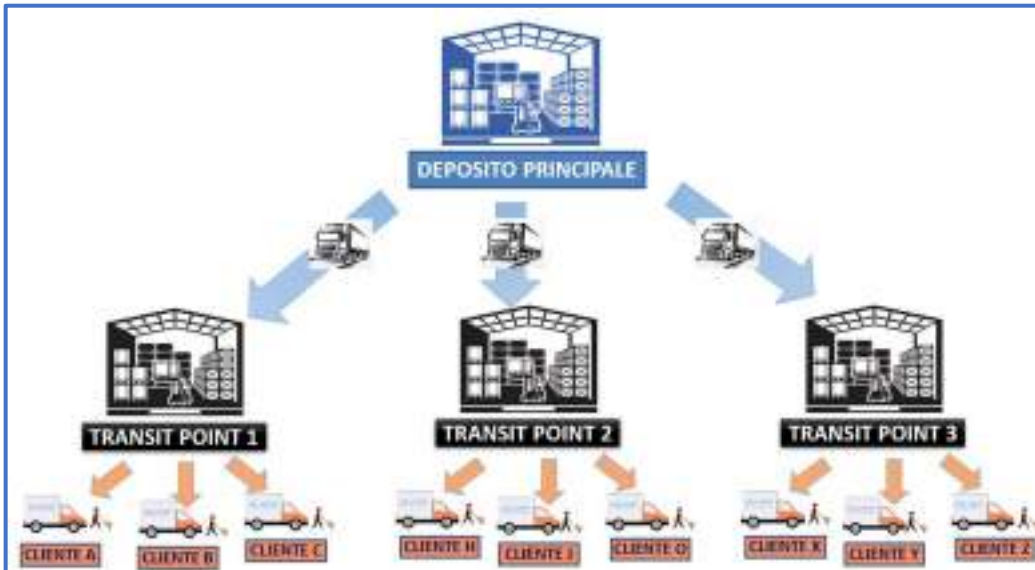 DEPOSITO PRINCIPALE
TRANSIT POINT 1
TRANSIT POINT 2
TRANSIT POINT 3
CLIENTE A
CLIENTE B
CLIENTE C
CLIENTE H
CLIENTE J
CLIENTE O
CLIENTE X
CLIENTE Y
CLIENTE Z